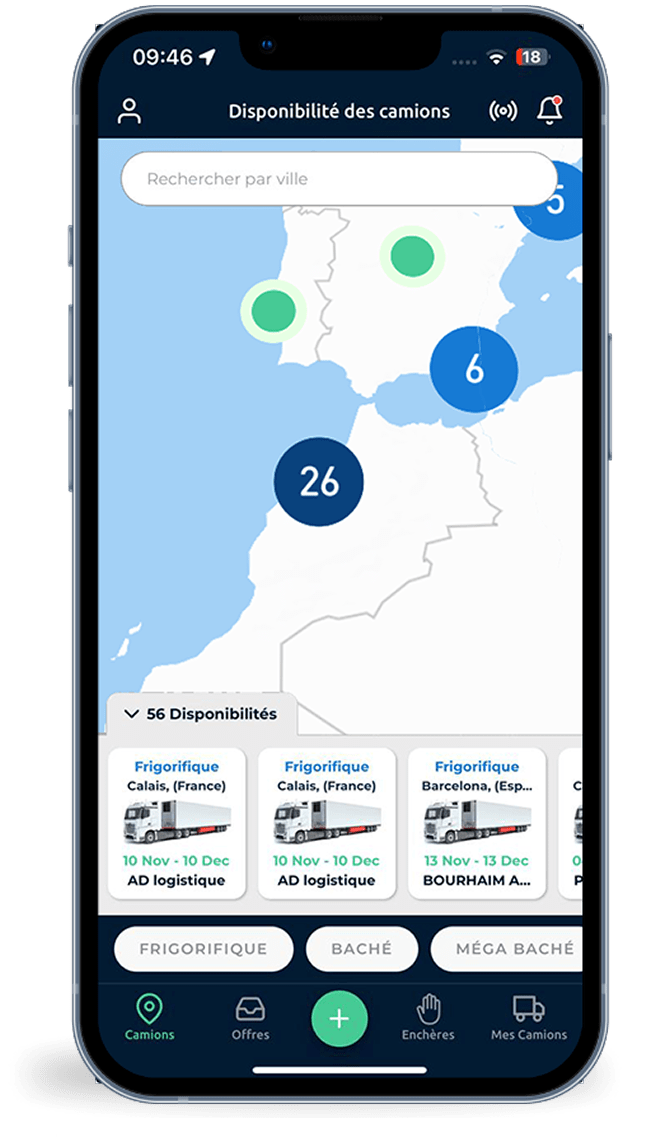 09:46
18
Disponibilité des camions
Rechercher par ville
5
6
26
56 Disponibilités
Frigorifique
Calais, (France)
10 Nov - 10 Dec
AD logistique
Frigorifique
Calais, (France)
10 Nov - 10 Dec
AD logistique
Frigorifique
Barcelona, (Esp...
13 Nov - 13 Dec
BOURHAIM A...
FRIGORIFIQUE
BACHÉ
MÉGA BACHÉ
Camions
Offres
+
Enchères
Mes Camions